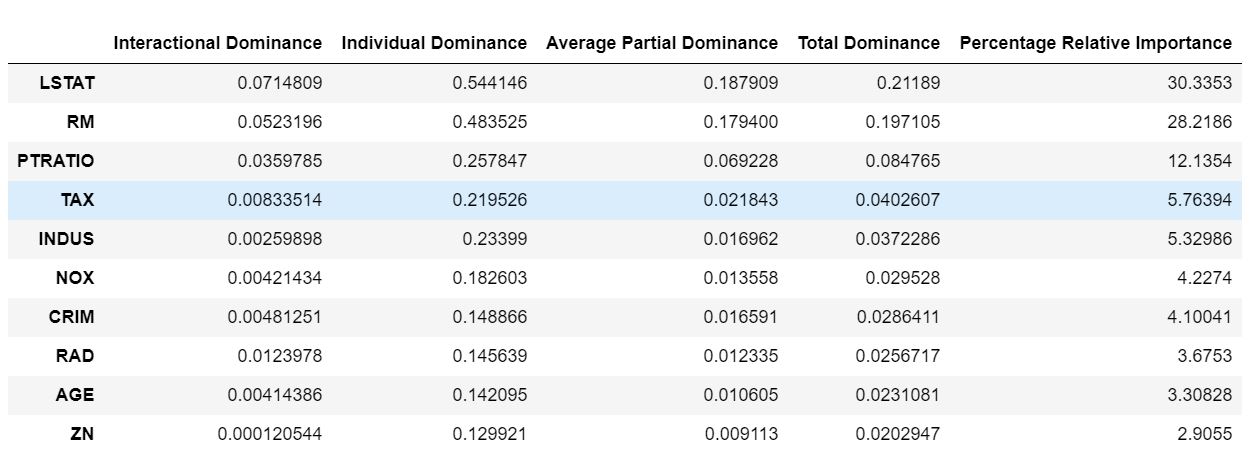 Interactional Dominance Individual Dominance Average Partial Dominance Total Dominance Percentage Relative Importance
LSTAT 0.0714809 0.544146 0.187909 0.21189 30.3353
RM 0.0523196 0.483525 0.179400 0.197105 28.2186
PTRATIO 0.0359785 0.257847 0.069228 0.084765 12.1354
TAX 0.00833514 0.219526 0.021843 0.0402607 5.76394
INDUS 0.00259898 0.23399 0.016962 0.0372286 5.32986
NOX 0.00421434 0.182603 0.013558 0.029528 4.2274
CRIM 0.00481251 0.148866 0.016591 0.0286411 4.10041
RAD 0.0123978 0.145639 0.012335 0.0256717 3.6753
AGE 0.00414386 0.142095 0.010605 0.0231081 3.30828
ZN 0.000120544 0.129921 0.009113 0.0202947 2.9055